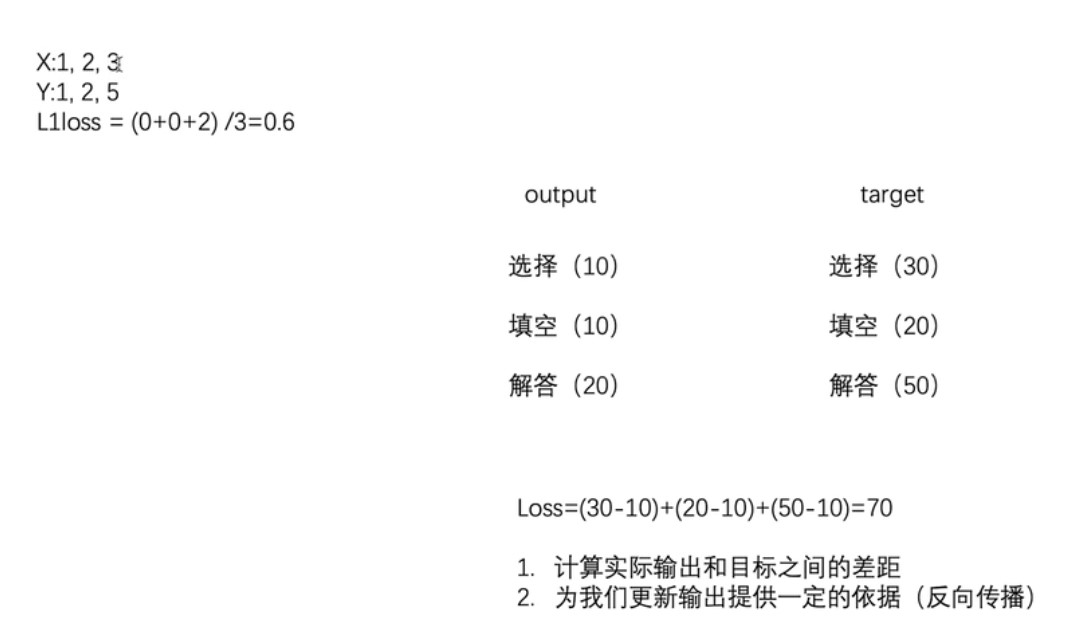 X:1, 2, 3
Y:1, 2, 5
L1loss = (0+0+2) /3=0.6
output target
选择（10） 选择（30）
填空（10） 填空（20）
解答（20） 解答（50）
Loss=(30-10)+(20-10)+(50-10)=70
1. 计算实际输出和目标之间的差距
2. 为我们更新输出提供一定的依据（反向传播）